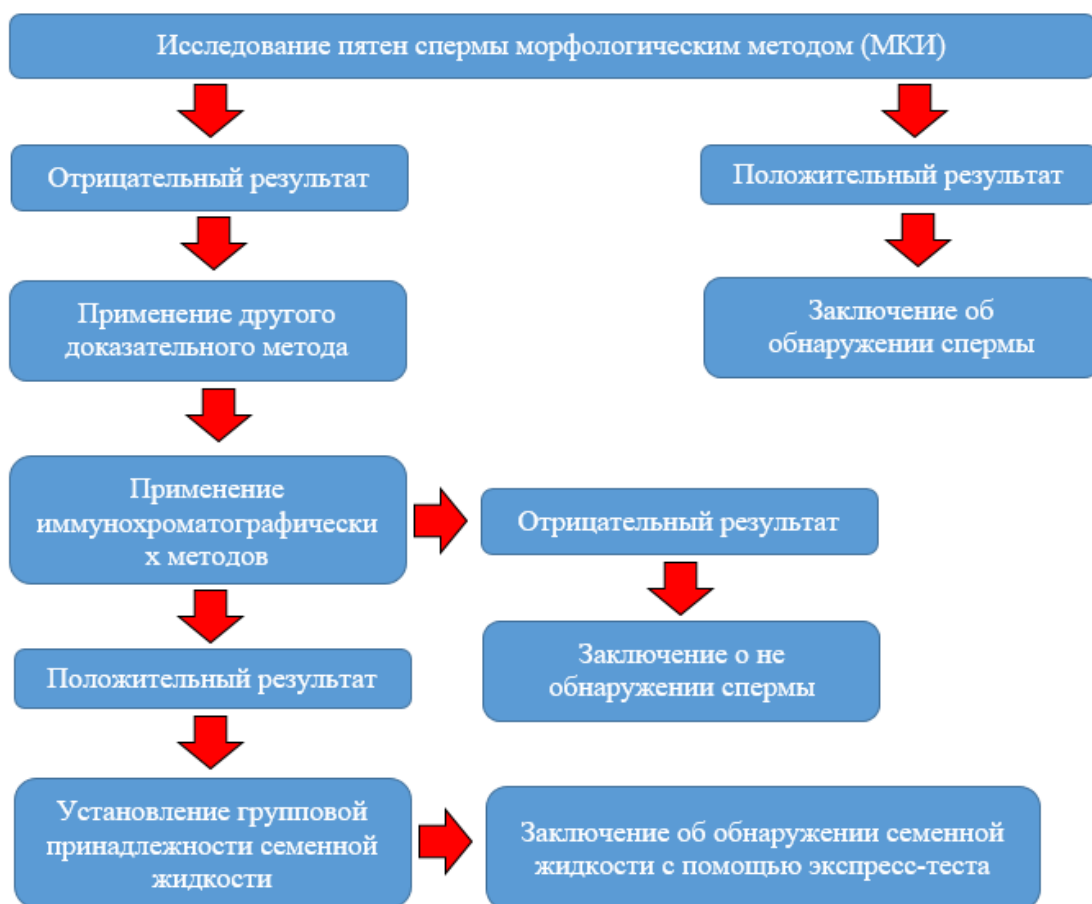 Исследование пятен спермы морфологическим методом (МКИ)
Отрицательный результат
Положительный результат
Применение другого
доказательного метода
Заключение об
обнаружении спермы
Применение
иммунохроматографически
х методов
Отрицательный результат
Заключение о не
обнаружении спермы
Положительный результат
Установление групповой
принадлежности семенной
жидкости
Заключение об обнаружении семенной
жидкости с помощью экспресс-теста